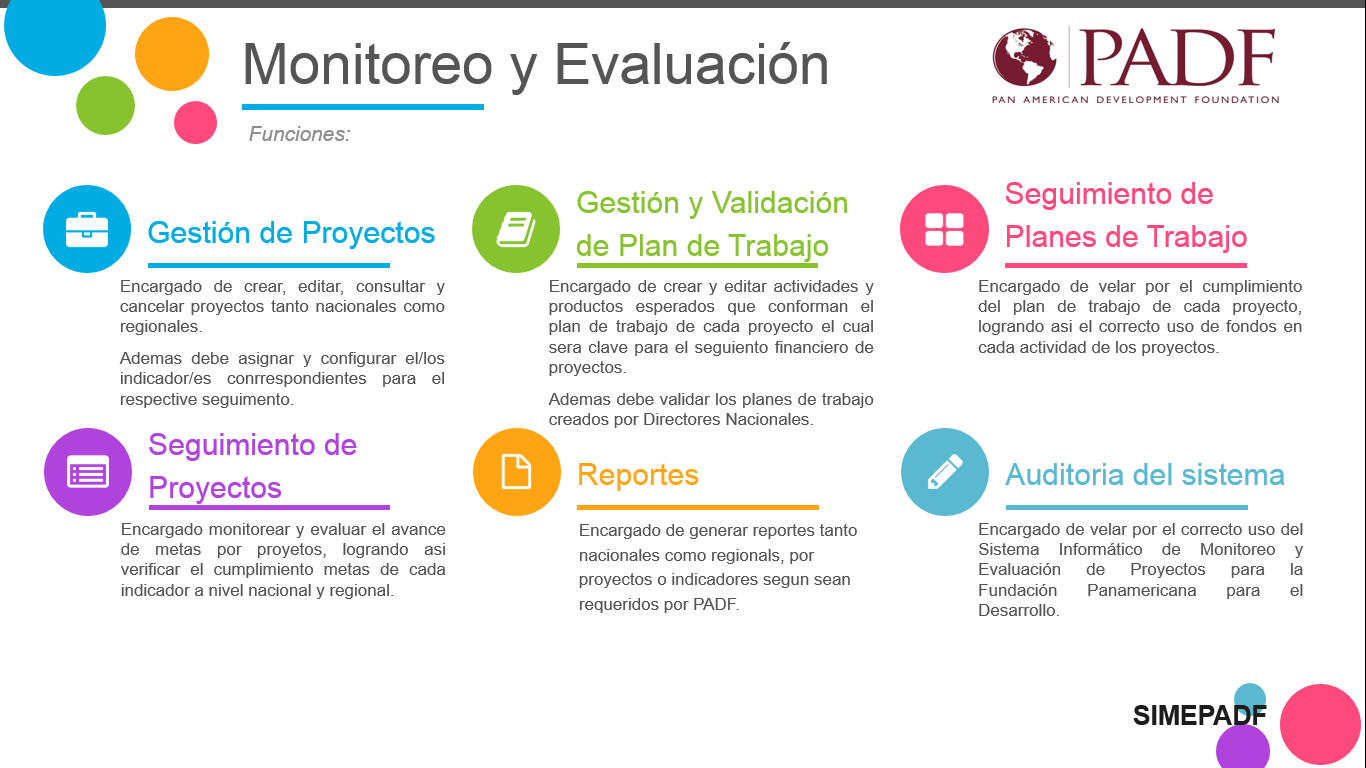 Monitoreo y Evaluación
PADF
PAN AMERICAN DEVELOPMENT FOUNDATION
Funciones:
Gestión de Proyectos
Encargado de crear, editar, consultar y
cancelar proyectos tanto nacionales como
regionales.
Ademas debe asignar y configurar el/los
indicador/es conrrespondientes para el
respective seguimento.
Gestión y Validación
de Plan de Trabajo
Encargado de crear y editar actividades y
productos esperados que conforman el
plan de trabajo de cada proyecto el cual
sera clave para el seguiento financiero de
proyectos.
Ademas debe validar los planes de trabajo
creados por Directores Nacionales.
Seguimiento de
Planes de Trabajo
Encargado de velar por el cumplimiento
del plan de trabajo de cada proyecto,
logrando asi el correcto uso de fondos en
cada actividad de los proyectos.
Seguimiento de
Proyectos
Encargado monitorear y evaluar el avance
de metas por proyetos, logrando asi
verificar el cumplimiento metas de cada
indicador a nivel nacional y regional.
Reportes
Encargado de generar reportes tanto
nacionales como regionals, por
proyectos o indicadores segun sean
requeridos por PADF.
Auditoria del sistema
Encargado de velar por el correcto uso del
Sistema Informático de Monitoreo y
Evaluación de Proyectos para la
Fundación Panamericana para el
Desarrollo.
SIMEPADF